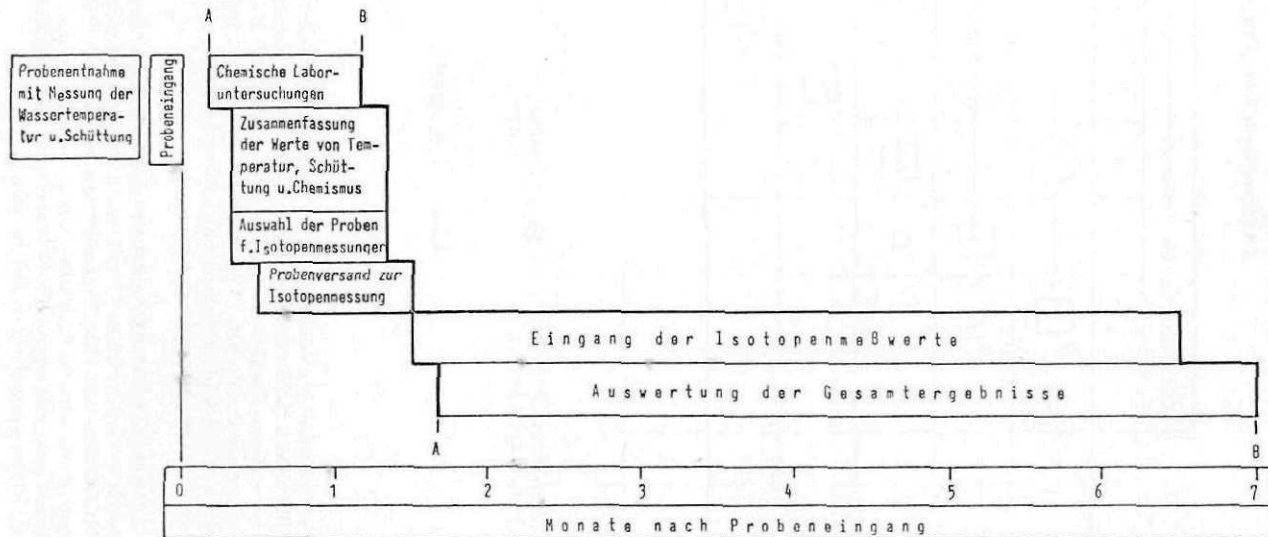 A
B
Probenentnahme
mit Messung der
Wassertempera-
tur u.Schüttung
Probeneingang
Chemische Labor-
untersuchungen
Zusammenfassung
der Werte von Tem-
peratur, Schüt-
tung u.Chemismus
Auswahl der Proben
f.Isotopenmessungen
Probenversand zur
Isotopenmessung
Eingang der Isotopenmeßwerte
Auswertung der Gesamtergebnisse
A
B
0 1 2 3 4 5 6 7
Monate nach Probeneingang